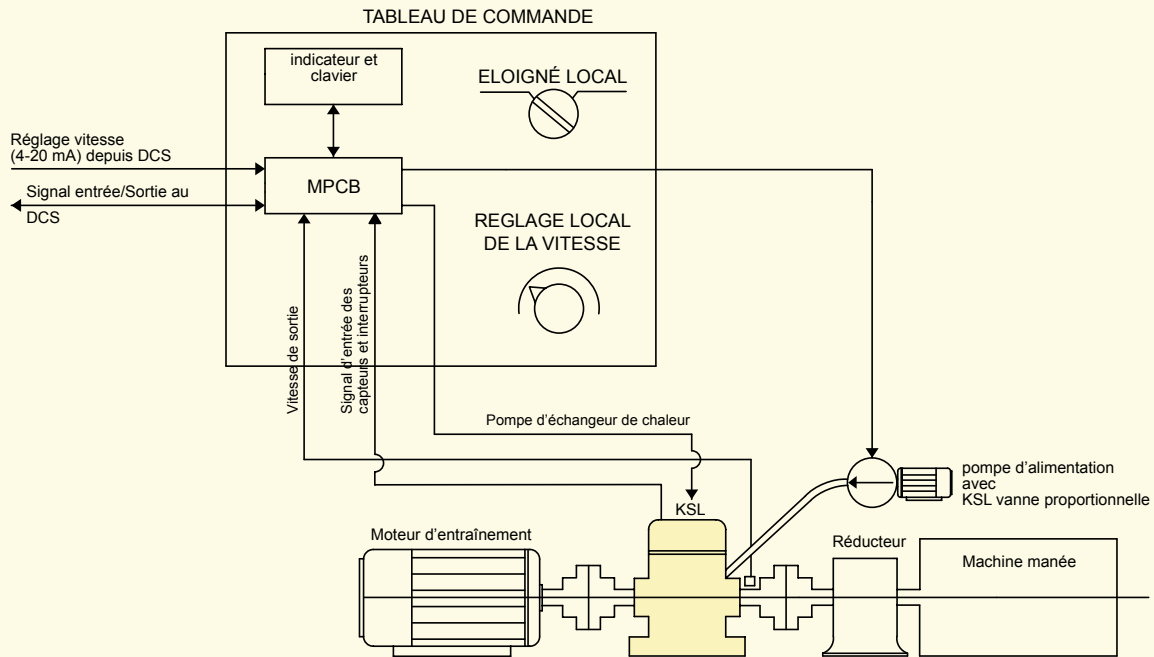 TABLEAU DE COMMANDE
indicateur et
clavier
ELOIGNÉ LOCAL
Réglage vitesse
(4-20 mA) depuis DCS
MPCB
Signal entrée/Sortie au
DCS
REGLAGE LOCAL
DE LA VITESSE
Vitesse de sortie
Signal d'entrée des
capteurs et interrupteurs
Pompe d'échangeur de chaleur
pompe d'alimentation
avec
KSL vanne proportionnelle
KSL
Moteur d'entraînement
Réducteur
Machine manée